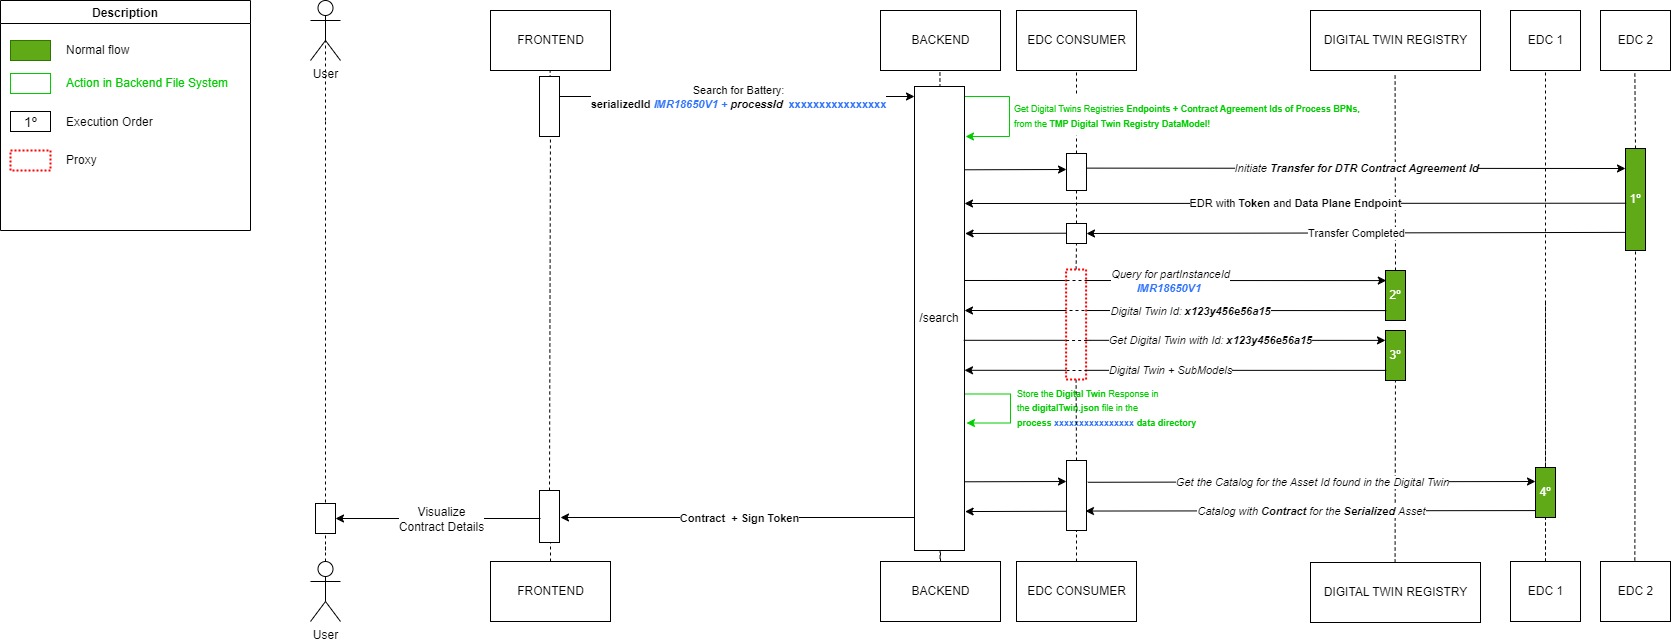 Description
Normal flow
Action in Backend File System
1º
Execution Order
Proxy
User
FRONTEND
BACKEND
EDC CONSUMER
DIGITAL TWIN REGISTRY
EDC 1
EDC 2
Search for Battery:
serializedId IMR18650V1 + processId xxxxxxxxxxxxxxxx
Get Digital Twins Registries Endpoints + Contract Agreement Ids of Process BPNs,
from the TMP Digital Twin Registry DataModel!
Initiate Transfer for DTR Contract Agreement Id
1º
EDR with Token and Data Plane Endpoint
Transfer Completed
Query for partInstanceId
IMR18650V1
2º
/search
Digital Twin Id: x123y456e56a15
Get Digital Twin with Id: x123y456e56a15
3º
Digital Twin + SubModels
Store the Digital Twin Response in
the digitalTwin.json file in the
process xxxxxxxxxxxxxxxx data directory
Get the Catalog for the Asset Id found in the Digital Twin
4º
Catalog with Contract for the Serialized Asset
Contract + Sign Token
Visualize
Contract Details
FRONTEND
BACKEND
EDC CONSUMER
DIGITAL TWIN REGISTRY
EDC 1
EDC 2
User